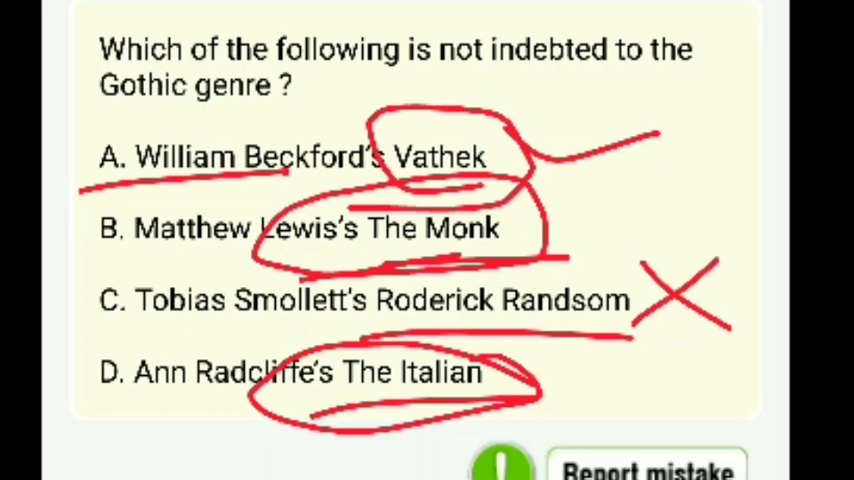 Which of the following is not indebted to the
Gothic genre ?
A. William Beckford's Vathek
B. Matthew Lewis's The Monk
C. Tobias Smollett's Roderick Randsom
D. Ann Radcliffe's The Italian
Report mistake